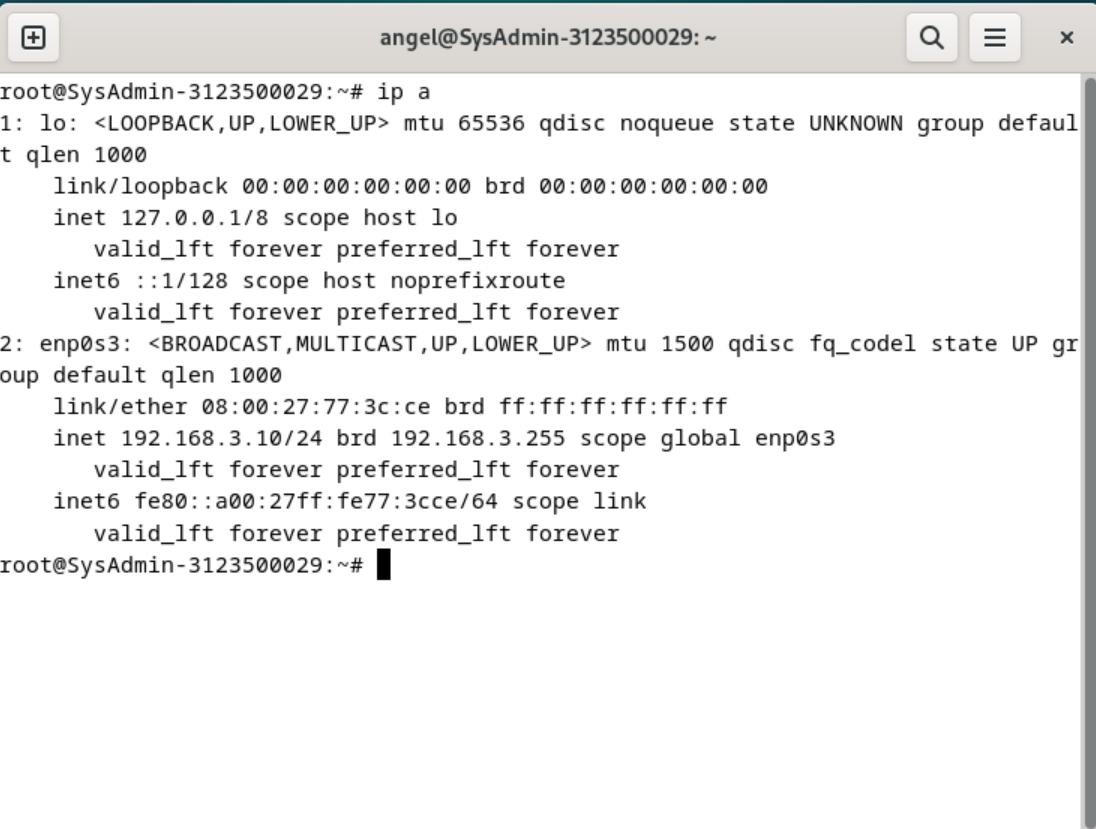 angel@SysAdmin-3123500029: ~
root@SysAdmin-3123500029:~# ip a
1: lo: <LOOPBACK,UP,LOWER_UP> mtu 65536 qdisc noqueue state UNKNOWN group defaul
t qlen 1000
    link/loopback 00:00:00:00:00:00 brd 00:00:00:00:00:00
    inet 127.0.0.1/8 scope host lo
       valid_lft forever preferred_lft forever
    inet6 ::1/128 scope host noprefixroute
       valid_lft forever preferred_lft forever
2: enp0s3: <BROADCAST,MULTICAST,UP,LOWER_UP> mtu 1500 qdisc fq_codel state UP gr
oup default qlen 1000
    link/ether 08:00:27:77:3c:ce brd ff:ff:ff:ff:ff:ff
    inet 192.168.3.10/24 brd 192.168.3.255 scope global enp0s3
       valid_lft forever preferred_lft forever
    inet6 fe80::a00:27ff:fe77:3cce/64 scope link
       valid_lft forever preferred_lft forever
root@SysAdmin-3123500029:~#